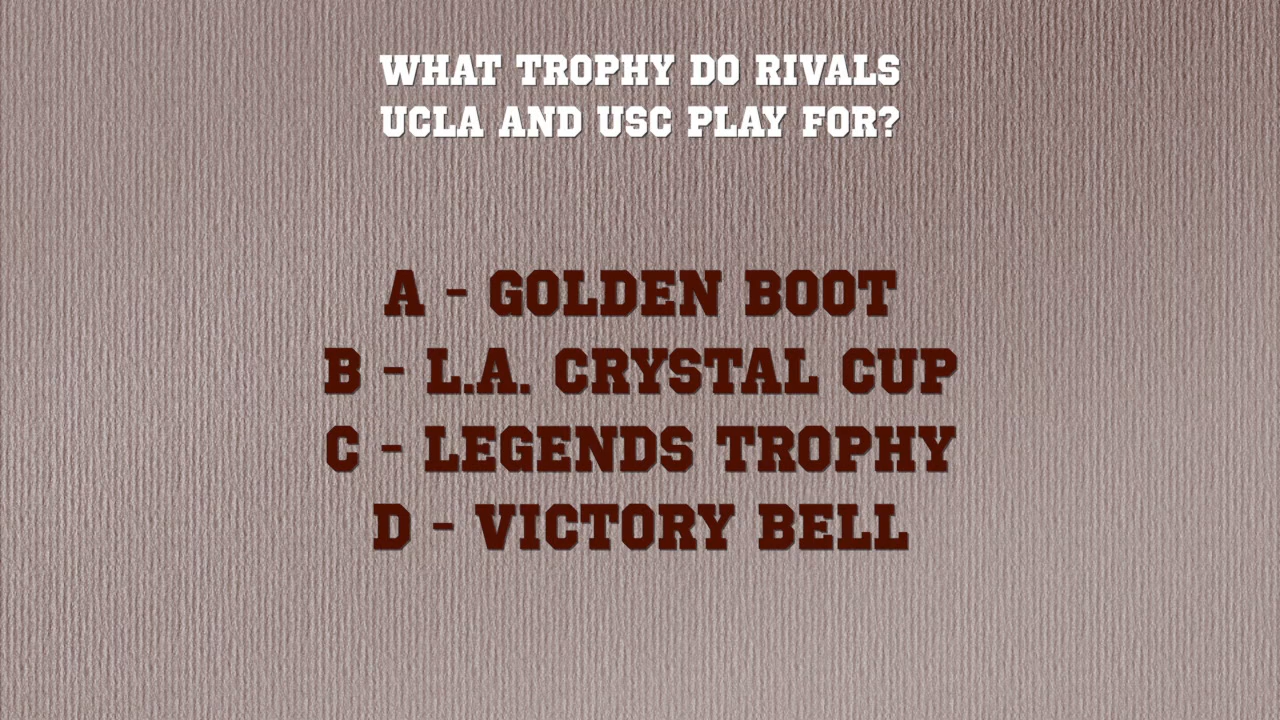 WHAT TROPHY DO RIVALS
UCLA AND USC PLAY FOR?
A - GOLDEN BOOT
B - L.A. CRYSTAL CUP
C - LEGENDS TROPHY
D - VICTORY BELL